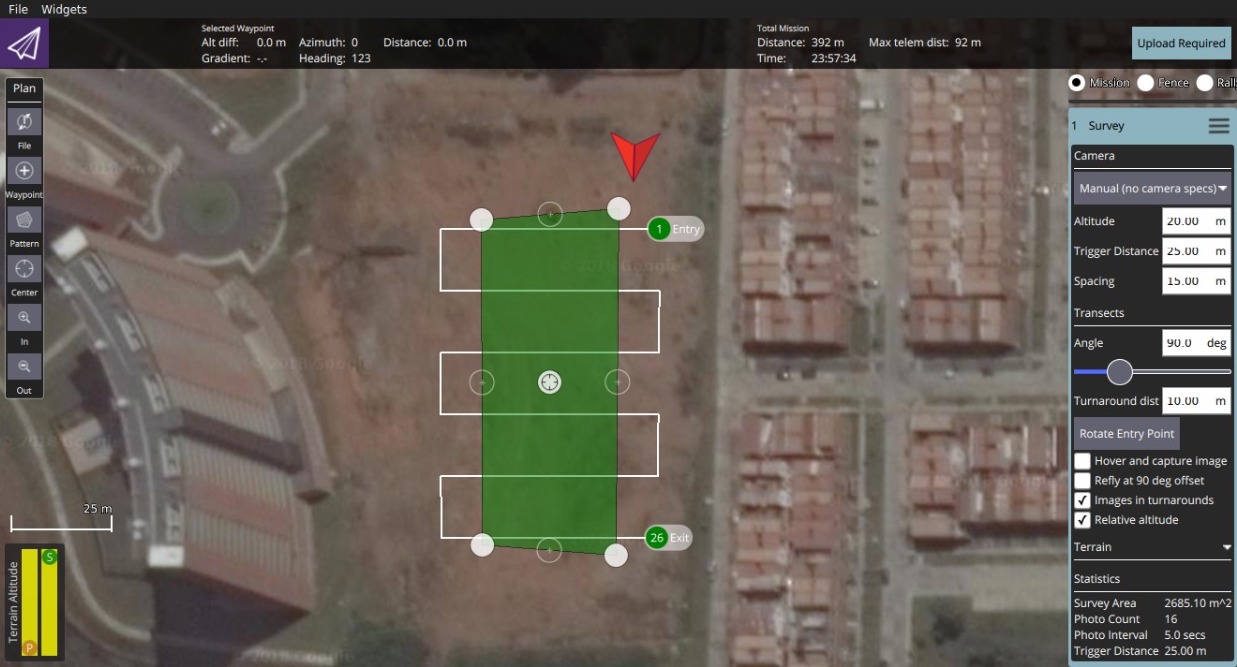 File Widgets
Selected Waypoint
Alt diff: 0.0 m Azimuth: 0 Distance: 0.0 m
Gradient: -.- Heading: 123
Total Mission
Distance: 392 m Max telem dist: 92 m
Time: 23:57:34
Upload Required
Plan
File
Waypoint
Pattern
Center
In
Out
Mission Fence Rall
1 Survey
Camera
Manual (no camera specs)
Altitude 20.00 m
Trigger Distance 25.00 m
Spacing 15.00 m
Transects
Angle 90.0 deg
Turnaround dist 10.00 m
Rotate Entry Point
Hover and capture image
Refly at 90 deg offset
Images in turnarounds
Relative altitude
Terrain
Statistics
Survey Area 2685.10 m^2
Photo Count 16
Photo Interval 5.0 secs
Trigger Distance 25.00 m
1 Entry
26 Exit
25 m
Terrain Altitude
S
P